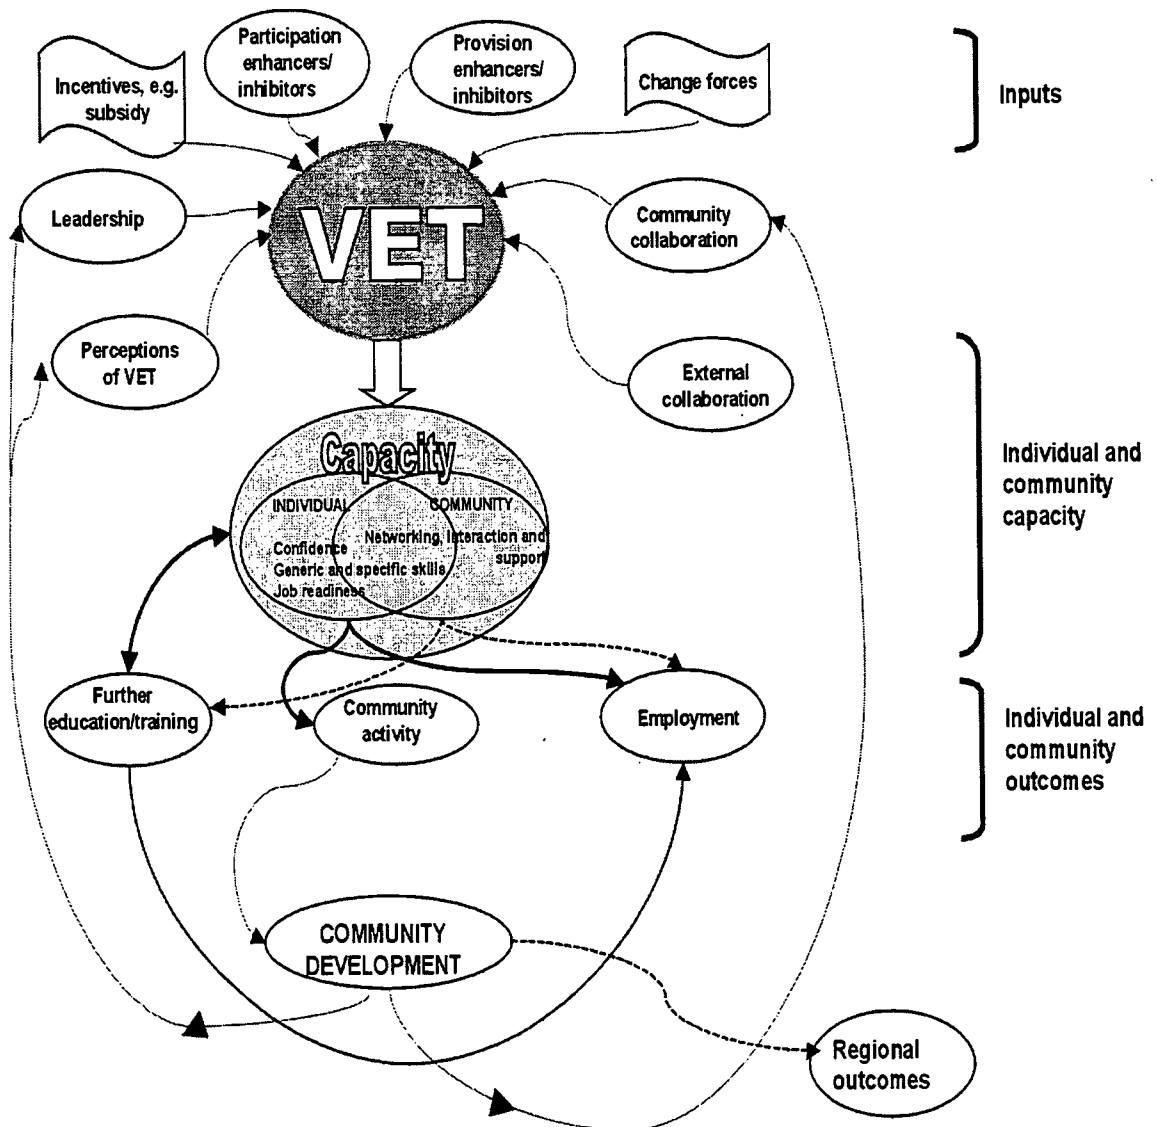 Participation
enhancers/
inhibitors
Provision
enhancers/
inhibitors
Incentives, e.g.
subsidy
Change forces
Inputs
Leadership
VET
Community
collaboration
Perceptions
of VET
External
collaboration
Capacity
INDIVIDUAL
COMMUNITY
Confidence
Generic and specific skills
Job readiness
Networking, interaction and
support
Individual and
community
capacity
Further
education/training
Community
activity
Employment
Individual and
community
outcomes
COMMUNITY
DEVELOPMENT
Regional
outcomes